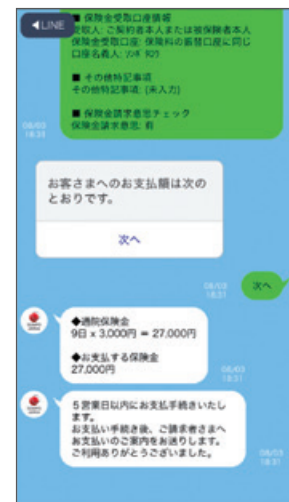 ◀LINE
■ 保険金受取口座情報
受取人: ご契約者本人または被保険者本人
保険金受取口座: 保険料の振替口座に同じ
口座名義人: ｿﾝﾎﾟ ﾀﾛｳ
■ その他特記事項
その他特記事項: (未入力)
■ 保険金請求意思チェック
保険金請求意思: 有
08/03
18:31
お客さまへのお支払額は次の
とおりです。
次へ
08/03
18:31
次へ
◆通院保険金
9日 x 3,000円 = 27,000円
◆お支払する保険金
27,000円
08/03
18:31
5営業日以内にお支払手続きいたし
ます。
お支払い手続き後、ご請求者さまへ
お支払いのご案内をお送りします。
ご利用ありがとうございました。
08/03
18:31